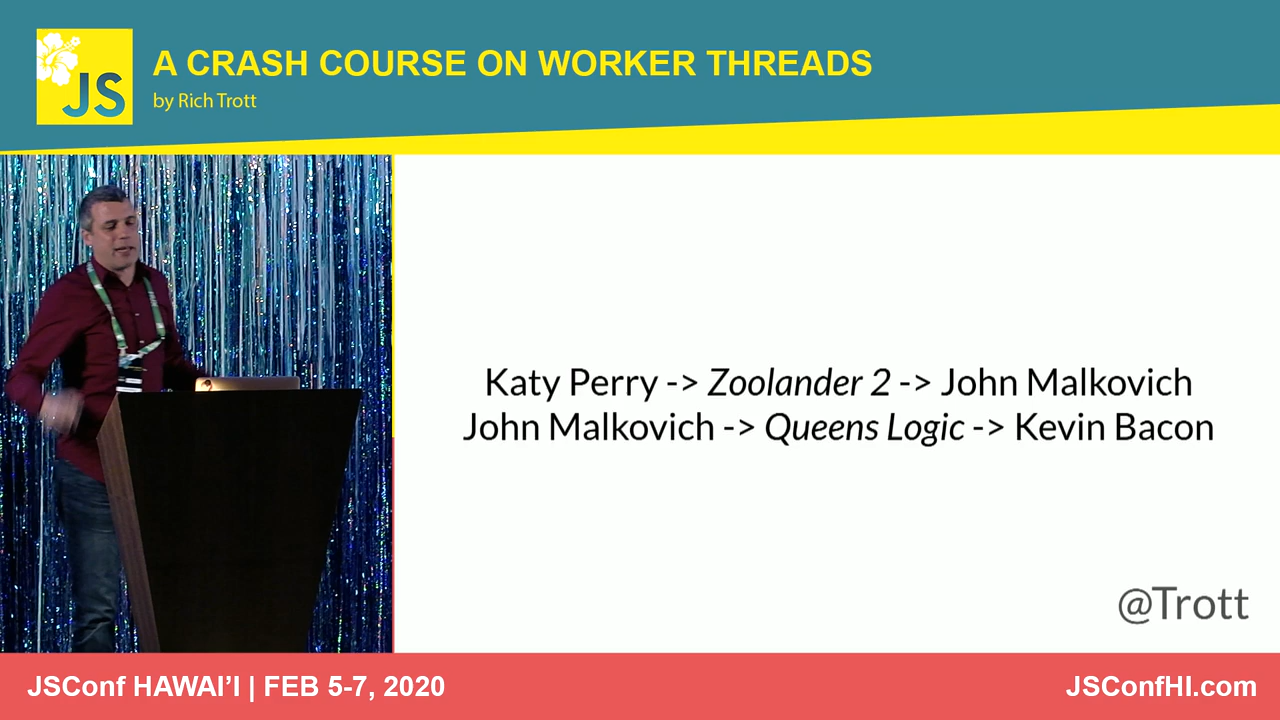 JS
A CRASH COURSE ON WORKER THREADS
by Rich Trott
Katy Perry -> Zoolander 2 -> John Malkovich
John Malkovich -> Queens Logic -> Kevin Bacon
@Trott
JSConf HAWAI’I | FEB 5-7, 2020
JSConfHI.com